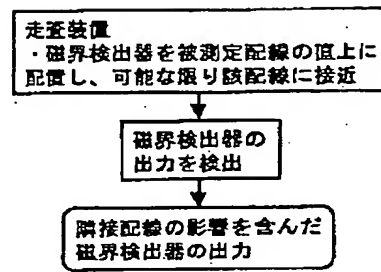 走査装置
・磁界検出器を被測定配線の直上に
配置し、可能な限り該配線に接近
磁界検出器の
出力を検出
隣接配線の影響を含んだ
磁界検出器の出力